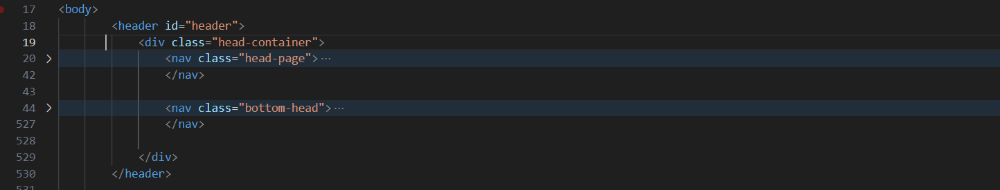 17 <body>
18 <header id="header">
19 <div class="head-container">
20 <nav class="head-page">…
42 </nav>
43
44 <nav class="bottom-head">…
527 </nav>
528
529 </div>
530 </header>
531